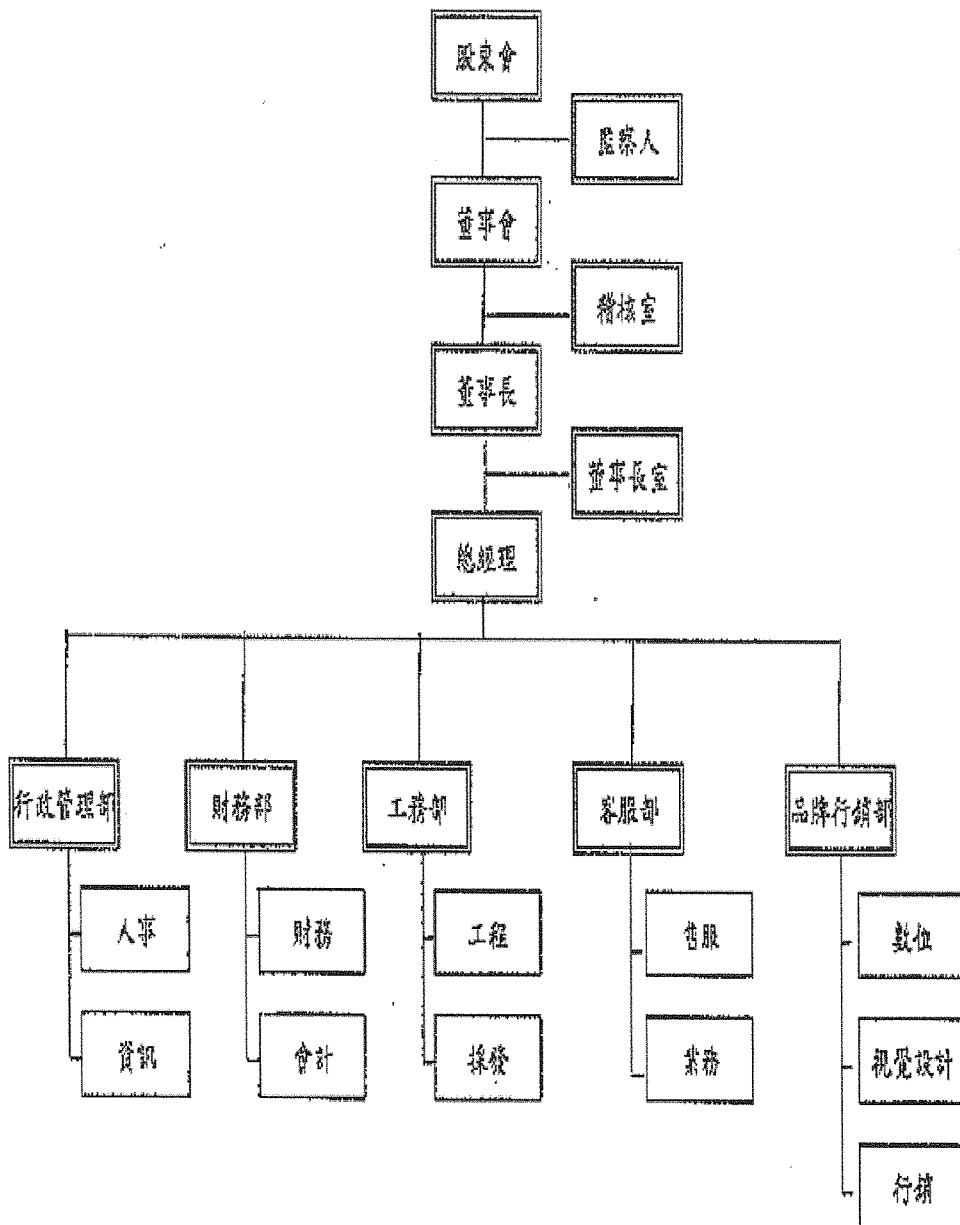 股東會
監察人
董事會
稽核室
董事長
董事長室
總經理
行政管理部
財務部
工務部
客服部
品牌行銷部
人事
財務
工程
售服
數位
資訊
會計
採發
業務
視覺設計
行銷